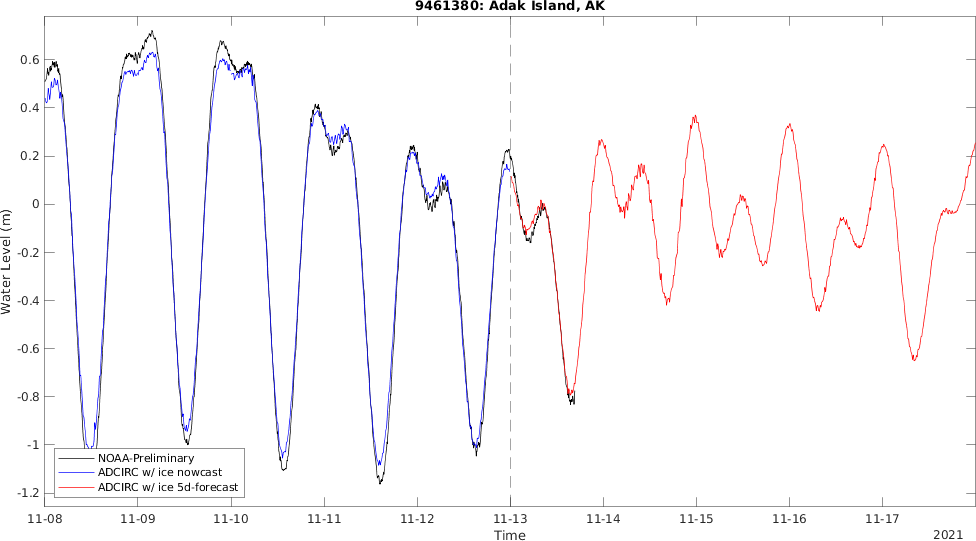 9461380: Adak Island, AK
0.6
0.4
0.2
0
-0.2
-0.4
-0.6
-0.8
-1
-1.2
Water Level (m)
NOAA-Preliminary
ADCIRC w/ ice nowcast
ADCIRC w/ ice 5d-forecast
11-08 11-09 11-10 11-11 11-12 11-13 11-14 11-15 11-16 11-17
Time
2021